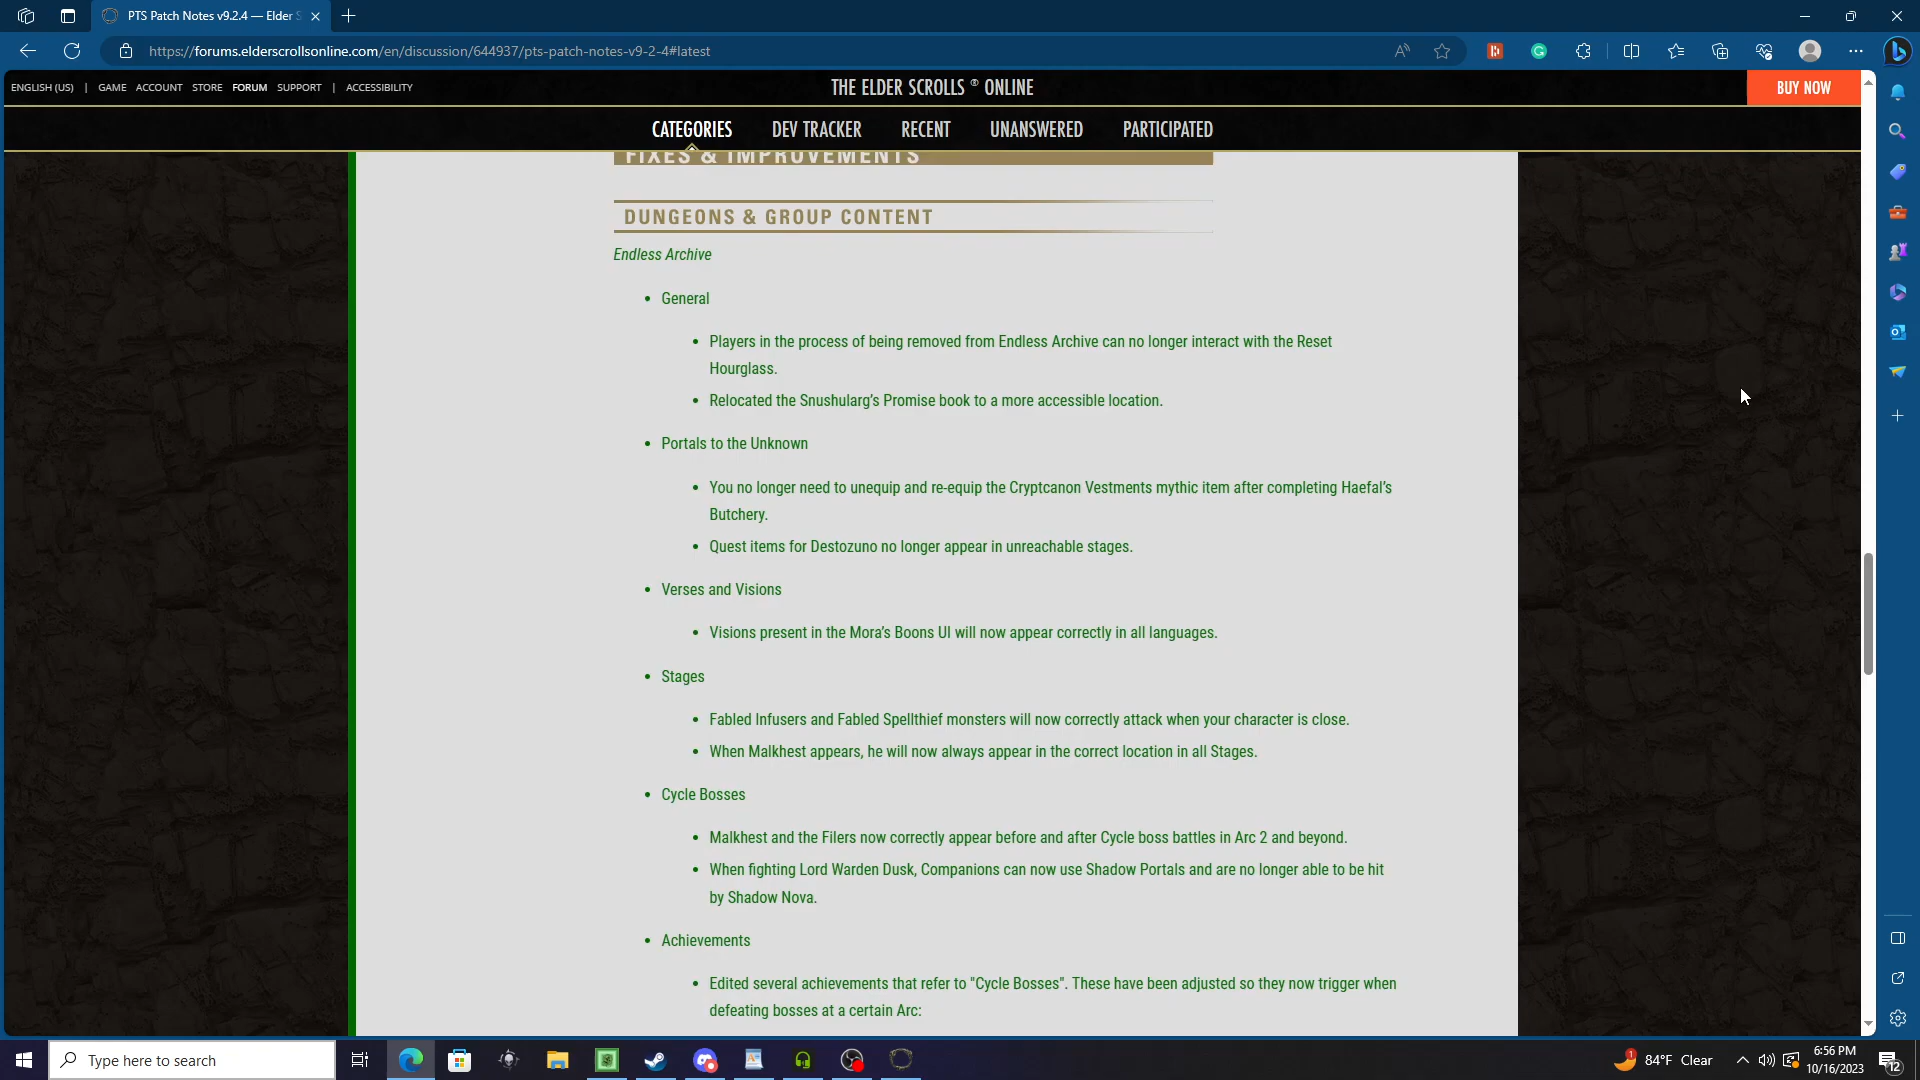 PTS Patch Notes v9.2.4 — Elder S
https://forums.elderscrollsonline.com/en/discussion/644937/pts-patch-notes-v9-2-4#latest
ENGLISH (US) | GAME ACCOUNT STORE FORUM SUPPORT | ACCESSIBILITY
THE ELDER SCROLLS ® ONLINE
BUY NOW
CATEGORIES DEV TRACKER RECENT UNANSWERED PARTICIPATED
FIXES & IMPROVEMENTS
DUNGEONS & GROUP CONTENT
Endless Archive
• General
• Players in the process of being removed from Endless Archive can no longer interact with the Reset
Hourglass.
• Relocated the Snushularg's Promise book to a more accessible location.
• Portals to the Unknown
• You no longer need to unequip and re-equip the Cryptcanon Vestments mythic item after completing Haefal's
Butchery.
• Quest items for Destozuno no longer appear in unreachable stages.
• Verses and Visions
• Visions present in the Mora's Boons UI will now appear correctly in all languages.
• Stages
• Fabled Infusers and Fabled Spellthief monsters will now correctly attack when your character is close.
• When Malkhest appears, he will now always appear in the correct location in all Stages.
• Cycle Bosses
• Malkhest and the Filers now correctly appear before and after Cycle boss battles in Arc 2 and beyond.
• When fighting Lord Warden Dusk, Companions can now use Shadow Portals and are no longer able to be hit
by Shadow Nova.
• Achievements
• Edited several achievements that refer to "Cycle Bosses". These have been adjusted so they now trigger when
defeating bosses at a certain Arc:
Type here to search
1
84°F Clear
6:56 PM
10/16/2023
12